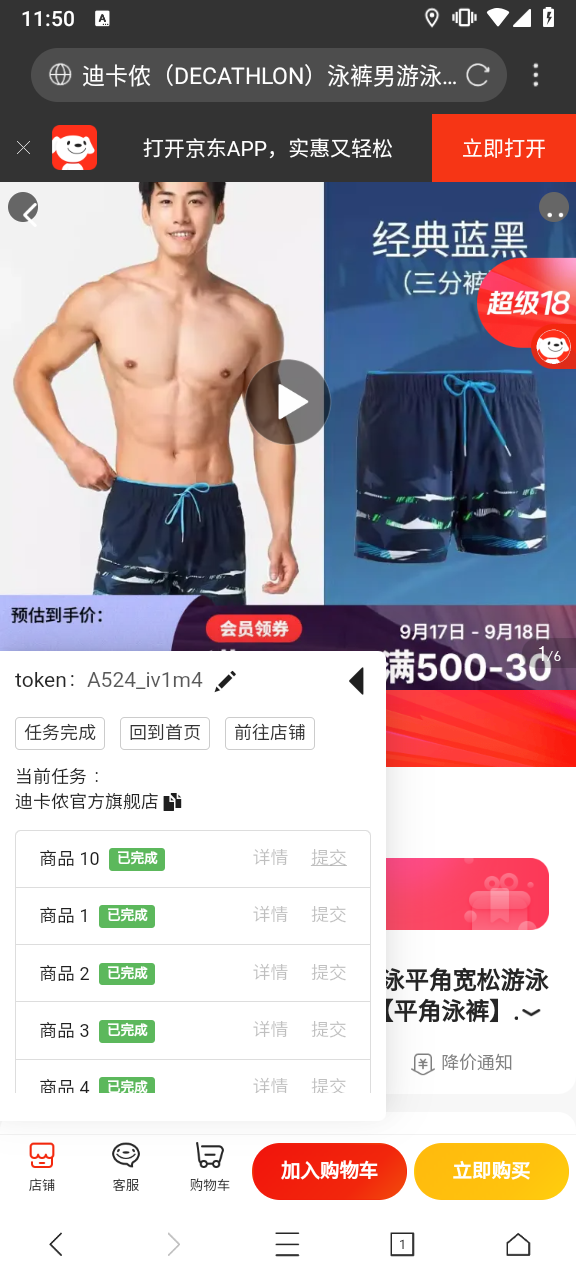 11:50
A
迪卡侬（DECATHLON）泳裤男游泳...
打开京东APP，实惠又轻松
立即打开
经典蓝黑
（三分裤
超级18
预估到手价：
会员领券
9月17日 - 9月18日
满500-30
1/6
token： A524_iv1m4
任务完成
回到首页
前往店铺
当前任务：
迪卡侬官方旗舰店
商品 10 已完成 详情 提交
商品 1 已完成 详情 提交
商品 2 已完成 详情 提交
泳平角宽松游泳
商品 3 已完成 详情 提交
【平角泳裤】.
降价通知
商品 4 已完成 详情 提交
店铺
客服
购物车
加入购物车
立即购买
1